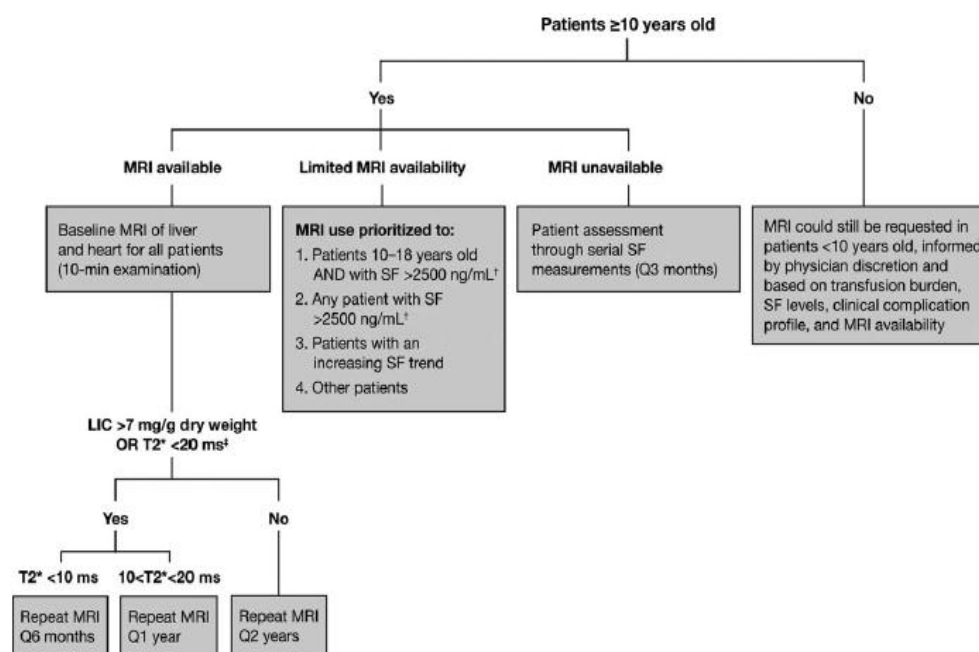 Patients ≥10 years old
Yes
No
MRI available
Limited MRI availability
MRI unavailable
Baseline MRI of liver
and heart for all patients
(10-min examination)
MRI use prioritized to:
1. Patients 10–18 years old
AND with SF >2500 ng/mL†
2. Any patient with SF
>2500 ng/mL†
3. Patients with an
increasing SF trend
4. Other patients
Patient assessment
through serial SF
measurements (Q3 months)
MRI could still be requested in
patients <10 years old, informed
by physician discretion and
based on transfusion burden,
SF levels, clinical complication
profile, and MRI availability
LIC >7 mg/g dry weight
OR T2* <20 ms‡
Yes
No
T2* <10 ms
10<T2*<20 ms
Repeat MRI
Q6 months
Repeat MRI
Q1 year
Repeat MRI
Q2 years